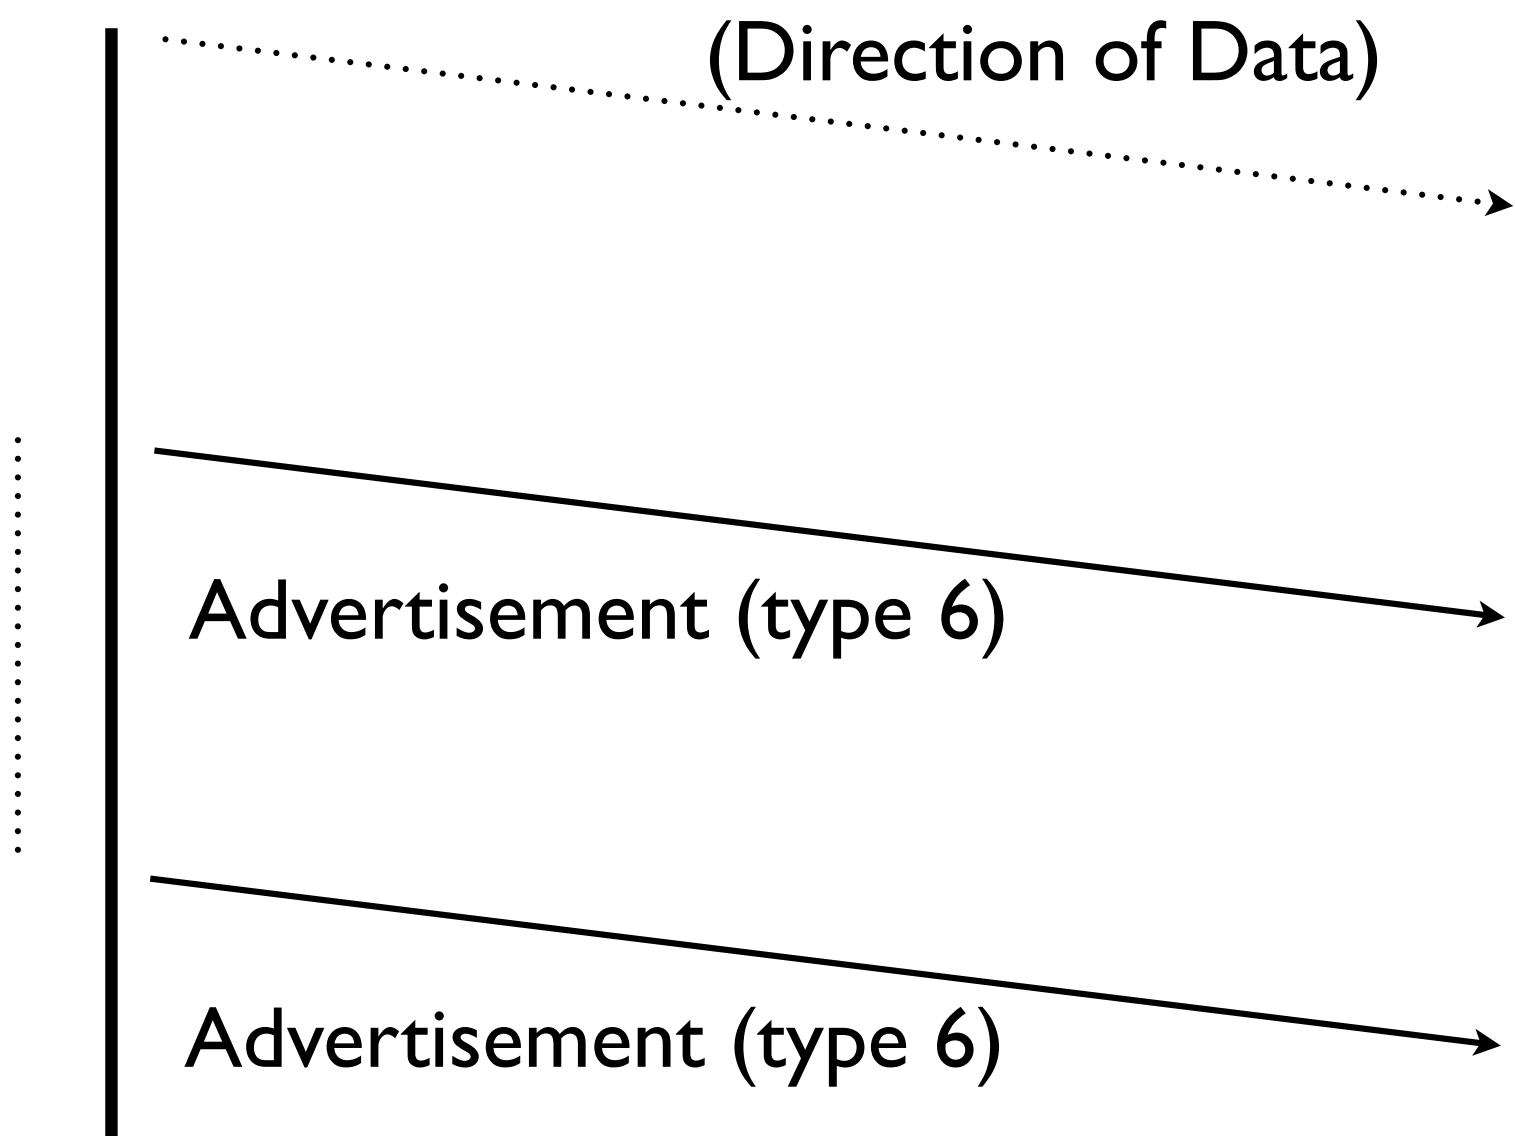 (Direction of Data)
Advertisement (type 6)
Advertisement (type 6)